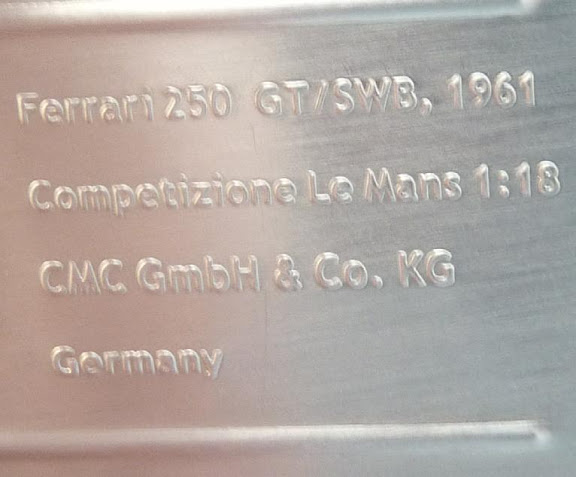 Ferrari 250 GT/SWB, 1961
Competizione Le Mans 1:18
CMC GmbH & Co. KG
Germany